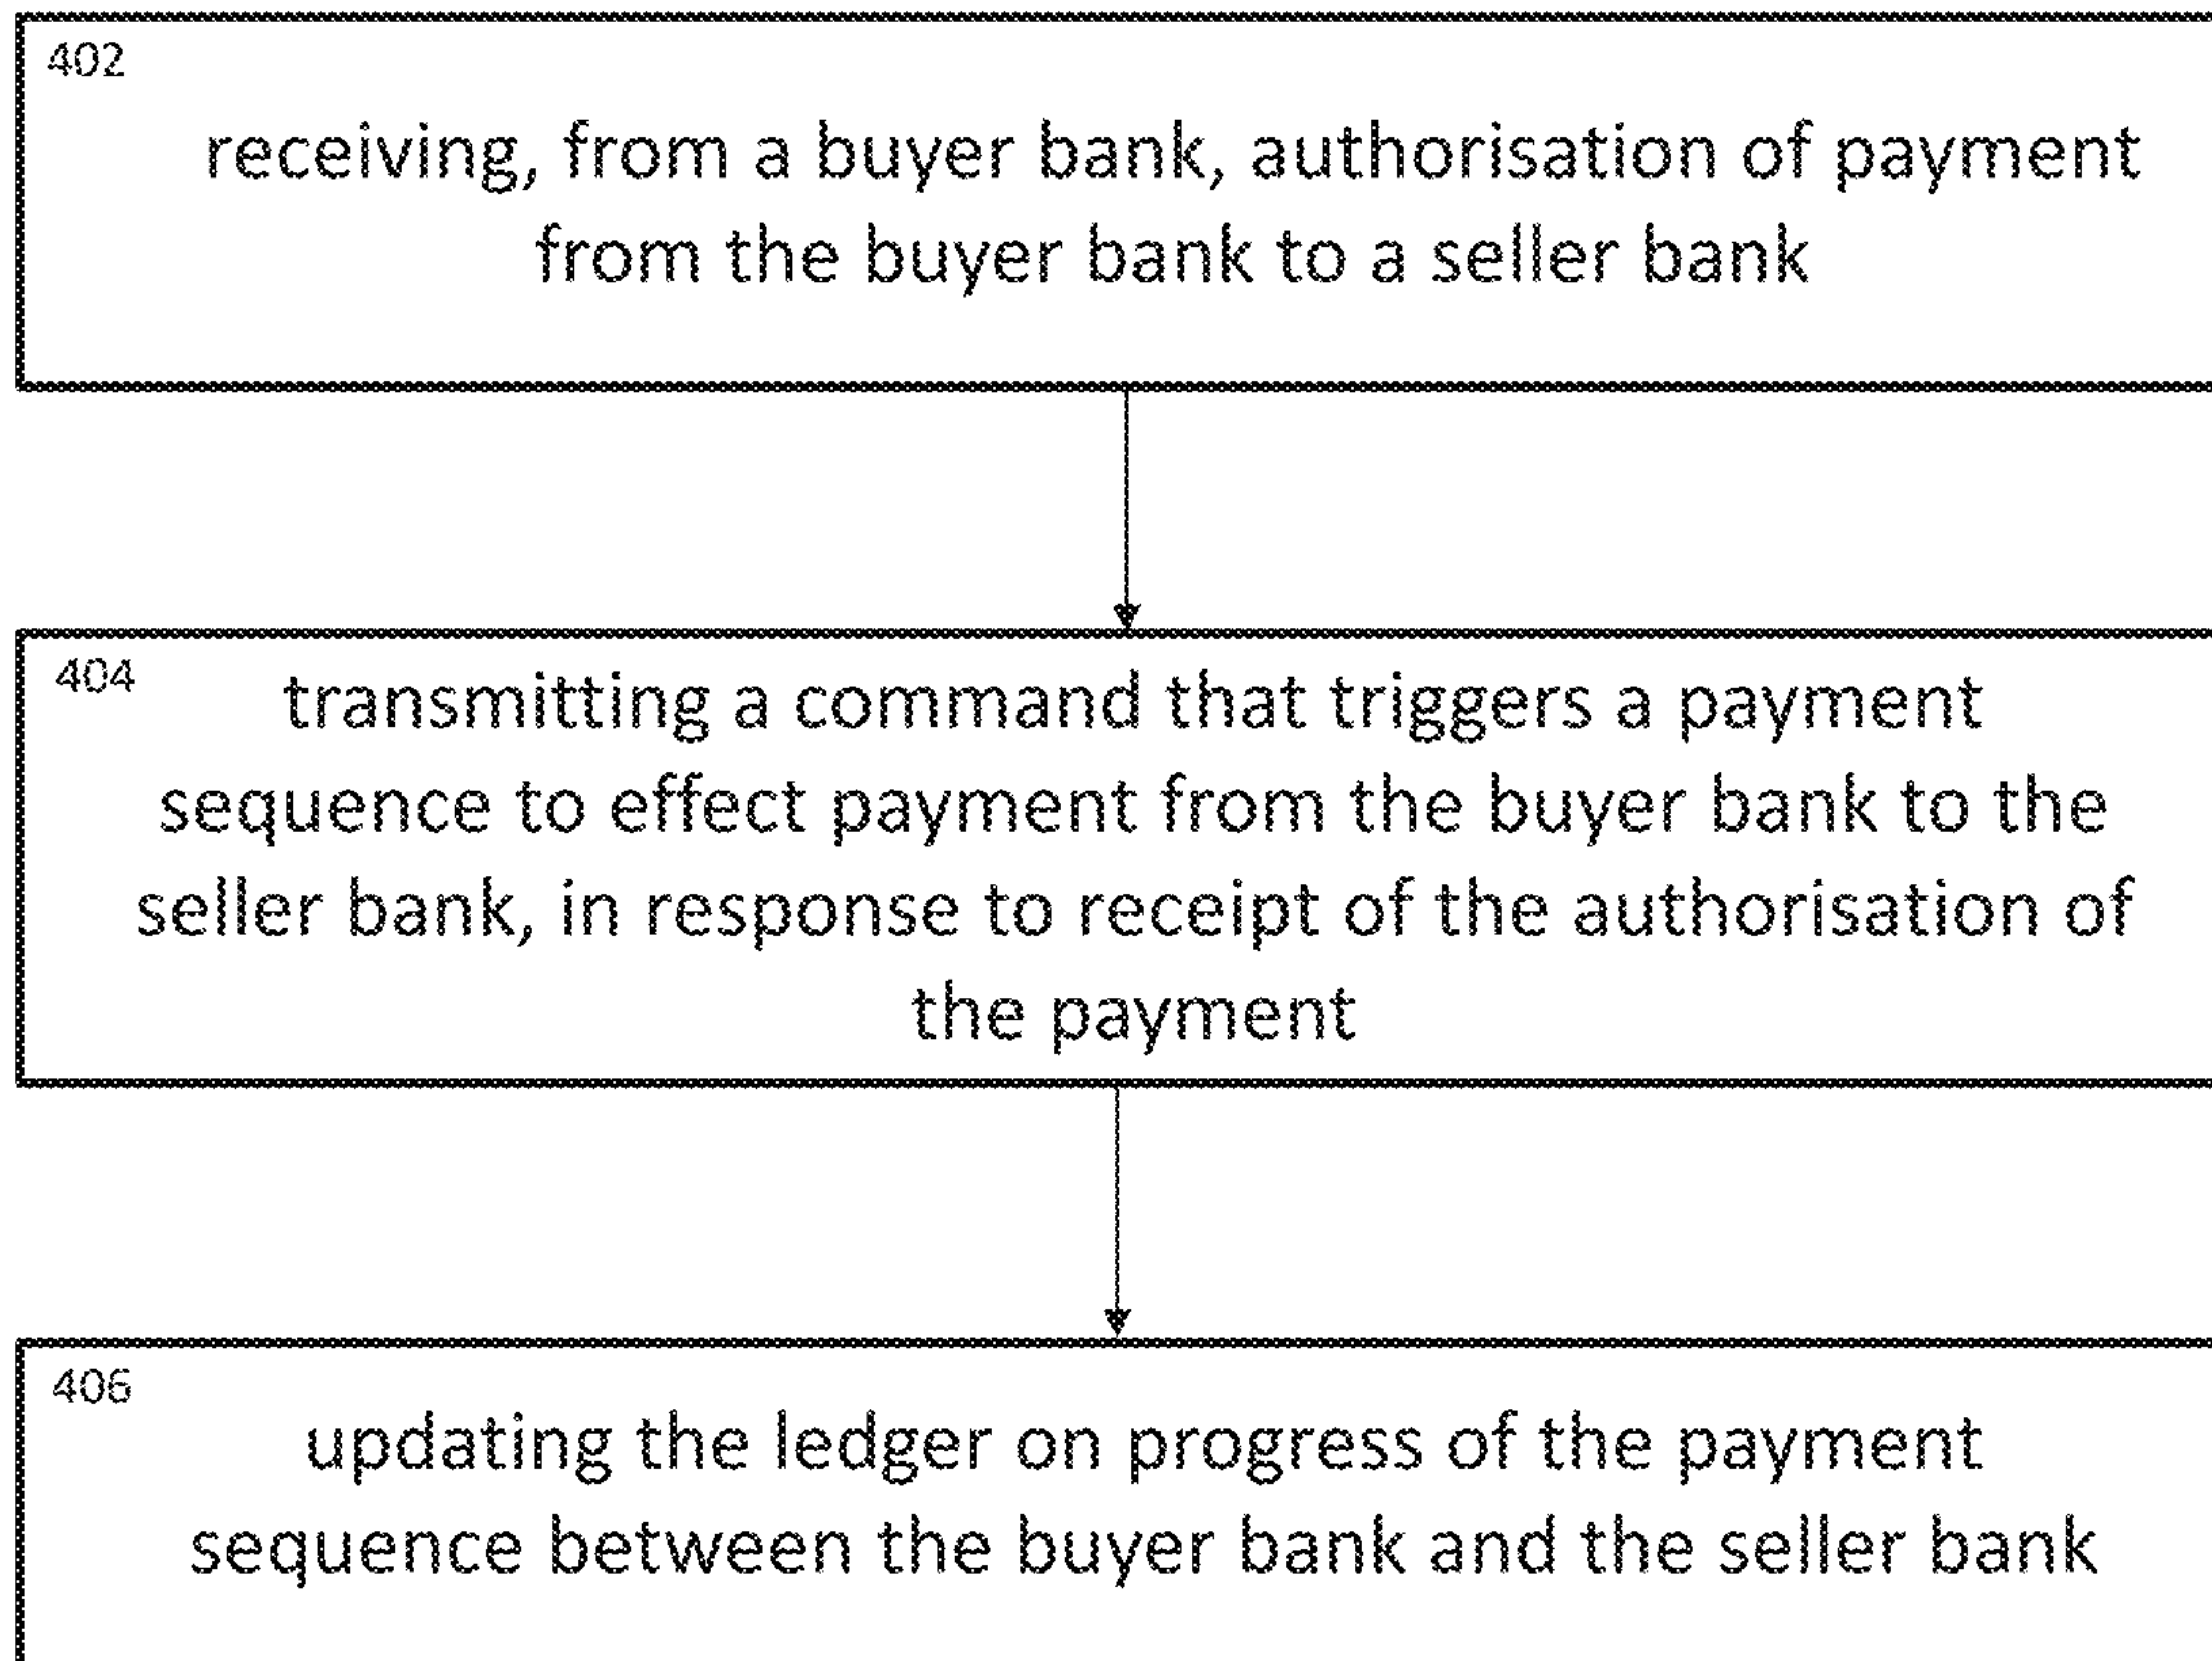 402
receiving, from a buyer bank, authorisation of payment
from the buyer bank to a seller bank
404
transmitting a command that triggers a payment
sequence to effect payment from the buyer bank to the
seller bank, in response to receipt of the authorisation of
the payment
406
updating the ledger on progress of the payment
sequence between the buyer bank and the seller bank